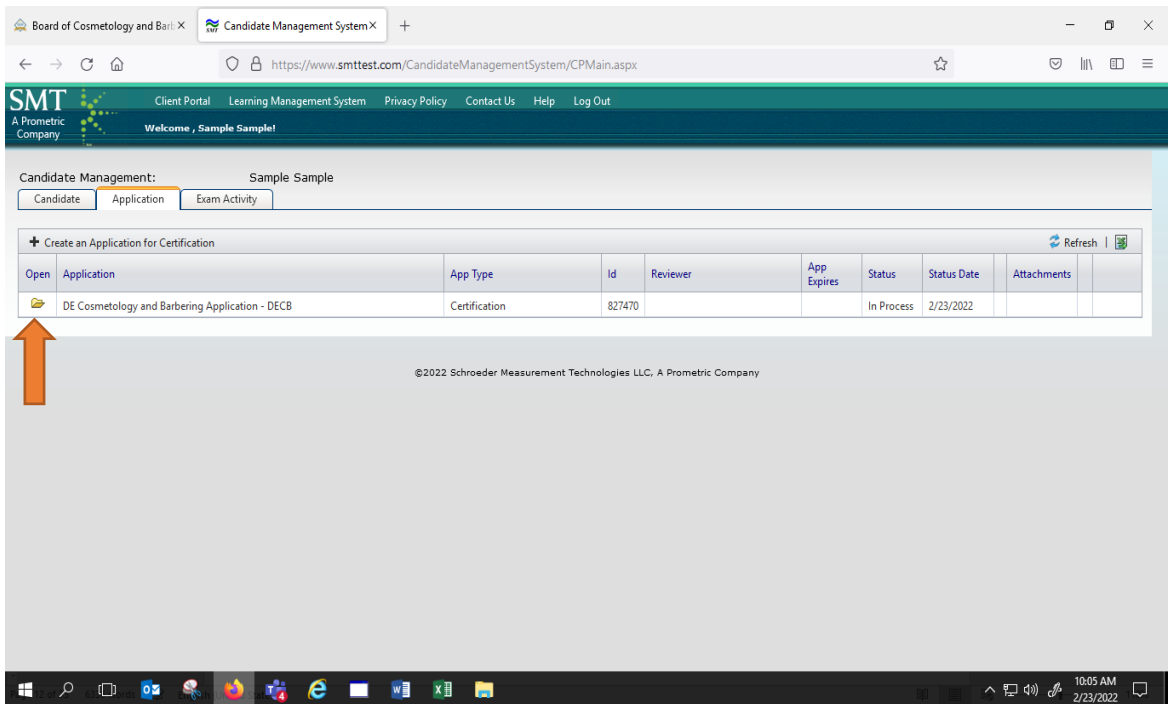 Board of Cosmetology and Barb
Candidate Management System
https://www.smttest.com/CandidateManagementSystem/CPMain.aspx
SMT
A Prometric
Company
Client Portal Learning Management System Privacy Policy Contact Us Help Log Out
Welcome , Sample Sample!
Candidate Management: Sample Sample
Candidate Application Exam Activity
Create an Application for Certification Refresh |
Open Application App Type Id Reviewer App Expires Status Status Date Attachments
DE Cosmetology and Barbering Application - DECB Certification 827470 In Process 2/23/2022
©2022 Schroeder Measurement Technologies LLC, A Prometric Company
10:05 AM
2/23/2022